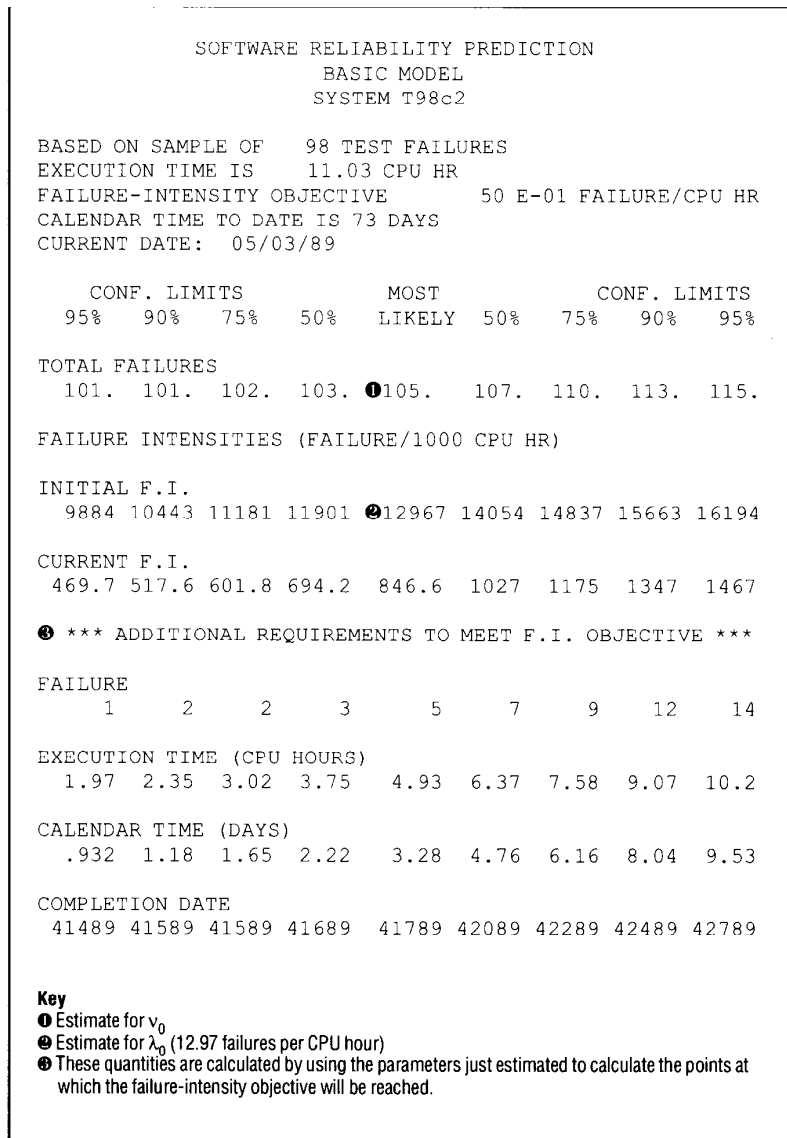 SOFTWARE RELIABILITY PREDICTION
BASIC MODEL
SYSTEM T98c2
BASED ON SAMPLE OF 98 TEST FAILURES
EXECUTION TIME IS 11.03 CPU HR
FAILURE-INTENSITY OBJECTIVE 50 E-01 FAILURE/CPU HR
CALENDAR TIME TO DATE IS 73 DAYS
CURRENT DATE: 05/03/89
CONF. LIMITS MOST CONF. LIMITS
95% 90% 75% 50% LIKELY 50% 75% 90% 95%
TOTAL FAILURES
101. 101. 102. 103. ❶105. 107. 110. 113. 115.
FAILURE INTENSITIES (FAILURE/1000 CPU HR)
INITIAL F.I.
9884 10443 11181 11901 ❷12967 14054 14837 15663 16194
CURRENT F.I.
469.7 517.6 601.8 694.2 846.6 1027 1175 1347 1467
❸ *** ADDITIONAL REQUIREMENTS TO MEET F.I. OBJECTIVE ***
FAILURE
1 2 2 3 5 7 9 12 14
EXECUTION TIME (CPU HOURS)
1.97 2.35 3.02 3.75 4.93 6.37 7.58 9.07 10.2
CALENDAR TIME (DAYS)
.932 1.18 1.65 2.22 3.28 4.76 6.16 8.04 9.53
COMPLETION DATE
41489 41589 41589 41689 41789 42089 42289 42489 42789
Key
❶ Estimate for ν₀
❷ Estimate for λ₀ (12.97 failures per CPU hour)
❸ These quantities are calculated by using the parameters just estimated to calculate the points at
which the failure-intensity objective will be reached.